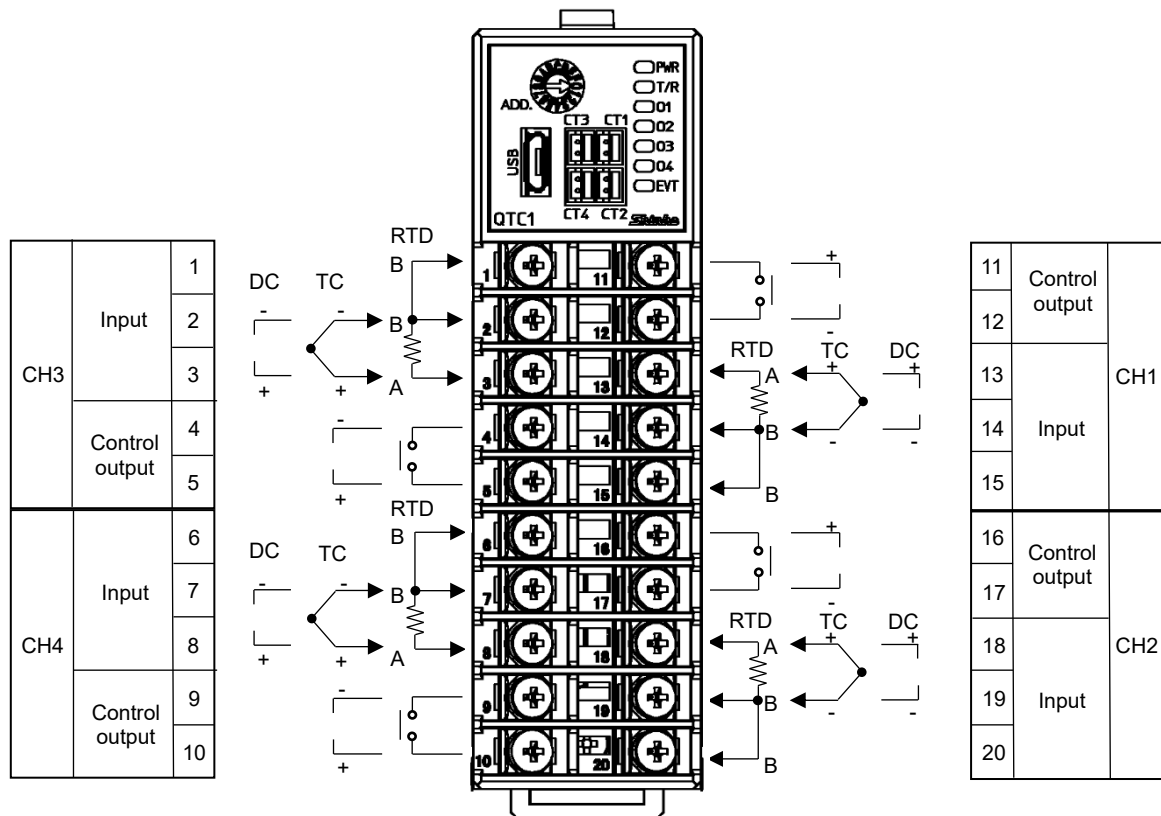 PWR
T/R
ADD.
O1
CT3 CT1
O2
O3
USB
O4
EVT
CT4 CT2
QTC1
Shinko
CH3
Input
1
2
3
Control
output
4
5
CH4
Input
6
7
8
Control
output
9
10
RTD
B
DC TC
- -
B
+ +
A
-
+
RTD
B
DC TC
- -
B
+ +
A
-
+
1 11
2 12
3 13
4 14
5 15
6 16
7 17
8 18
9 19
10 20
+
-
RTD TC DC
A + +
B - -
B
+
-
RTD TC DC
A + +
B - -
B
11
12
Control
output
13
14
15
Input
CH1
16
17
Control
output
18
19
20
Input
CH2